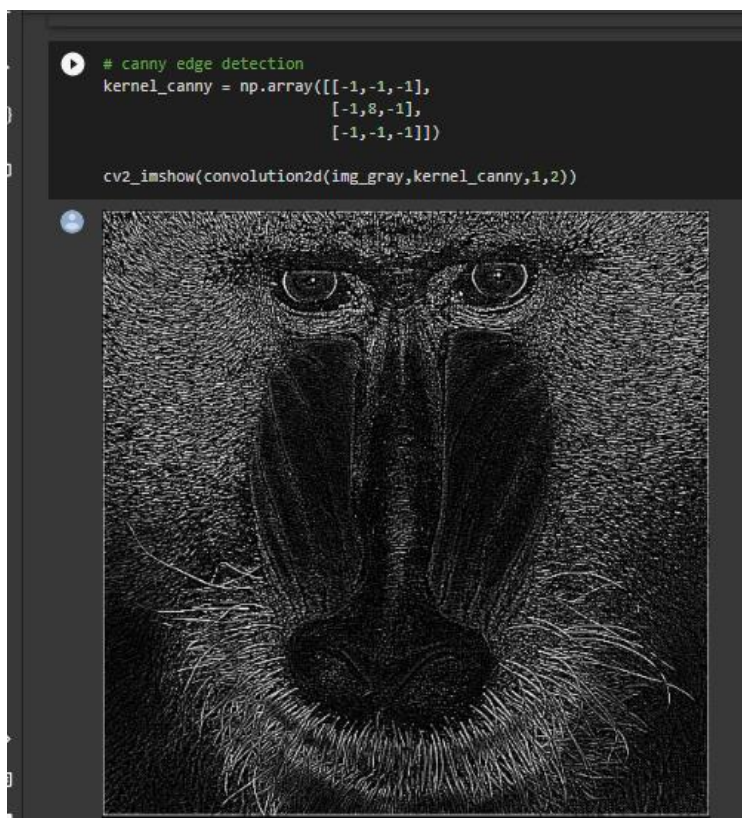 # canny edge detection
kernel_canny = np.array([[-1,-1,-1],
[-1,8,-1],
[-1,-1,-1]])
cv2_imshow(convolution2d(img_gray,kernel_canny,1,2))